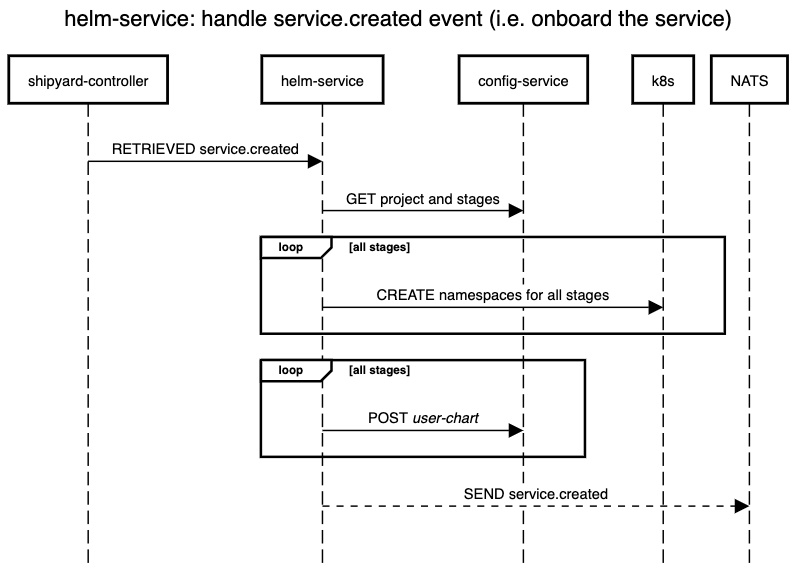 helm-service: handle service.created event (i.e. onboard the service)
shipyard-controller helm-service config-service k8s NATS
RETRIEVED service.created
GET project and stages
loop [all stages]
CREATE namespaces for all stages
loop [all stages]
POST user-chart
SEND service.created